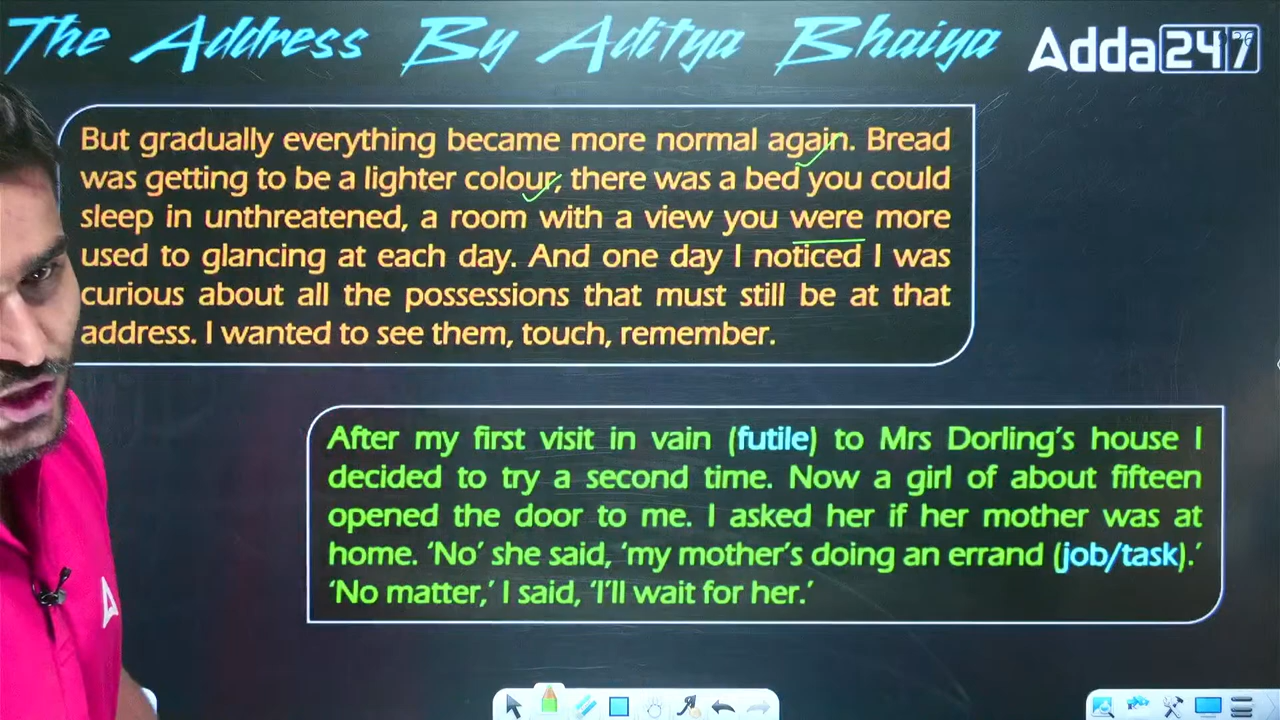 The Address By Aditya Bhaiya
Adda247
But gradually everything became more normal again. Bread
was getting to be a lighter colour, there was a bed you could
sleep in unthreatened, a room with a view you were more
used to glancing at each day. And one day I noticed I was
curious about all the possessions that must still be at that
address. I wanted to see them, touch, remember.
After my first visit in vain (futile) to Mrs Dorling's house I
decided to try a second time. Now a girl of about fifteen
opened the door to me. I asked her if her mother was at
home. 'No' she said, 'my mother's doing an errand (job/task).'
'No matter,' I said, 'I'll wait for her.'